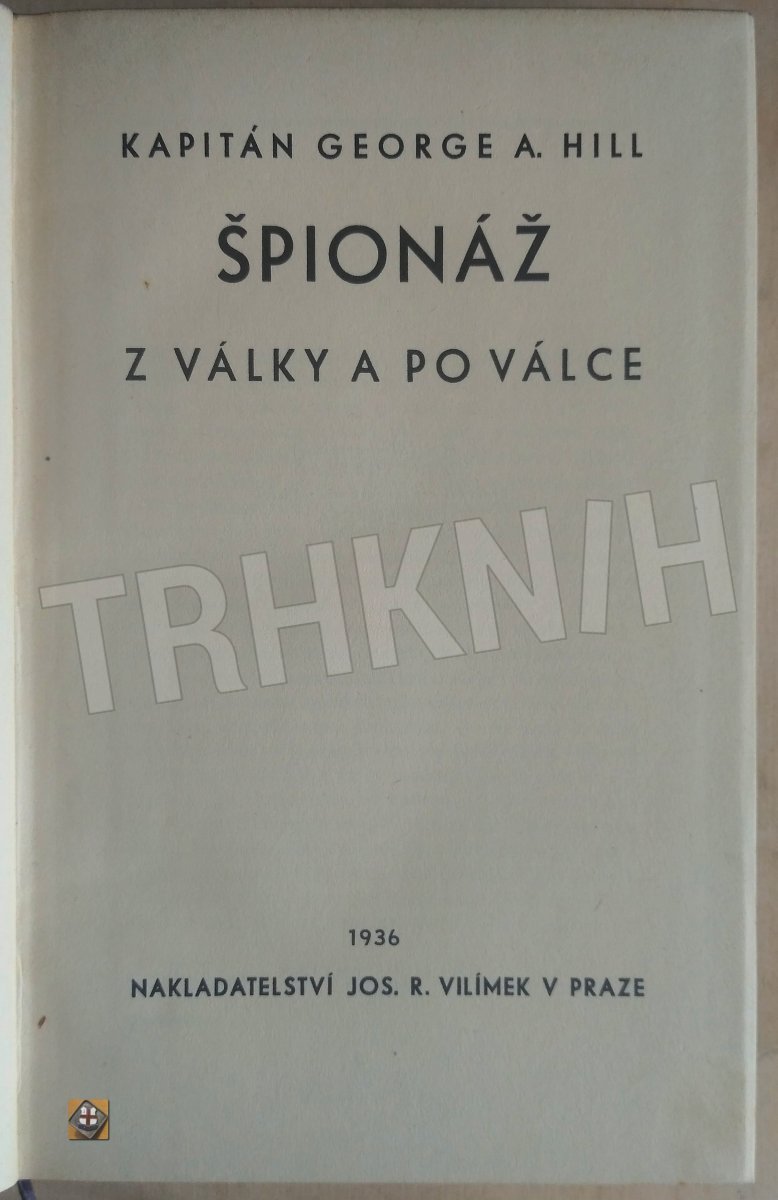 KAPITÁN GEORGE A. HILL
ŠPIONÁŽ
Z VÁLKY A PO VÁLCE
TRHKNIH
1936
NAKLADATELSTVÍ JOS. R. VILÍMEK V PRAZE